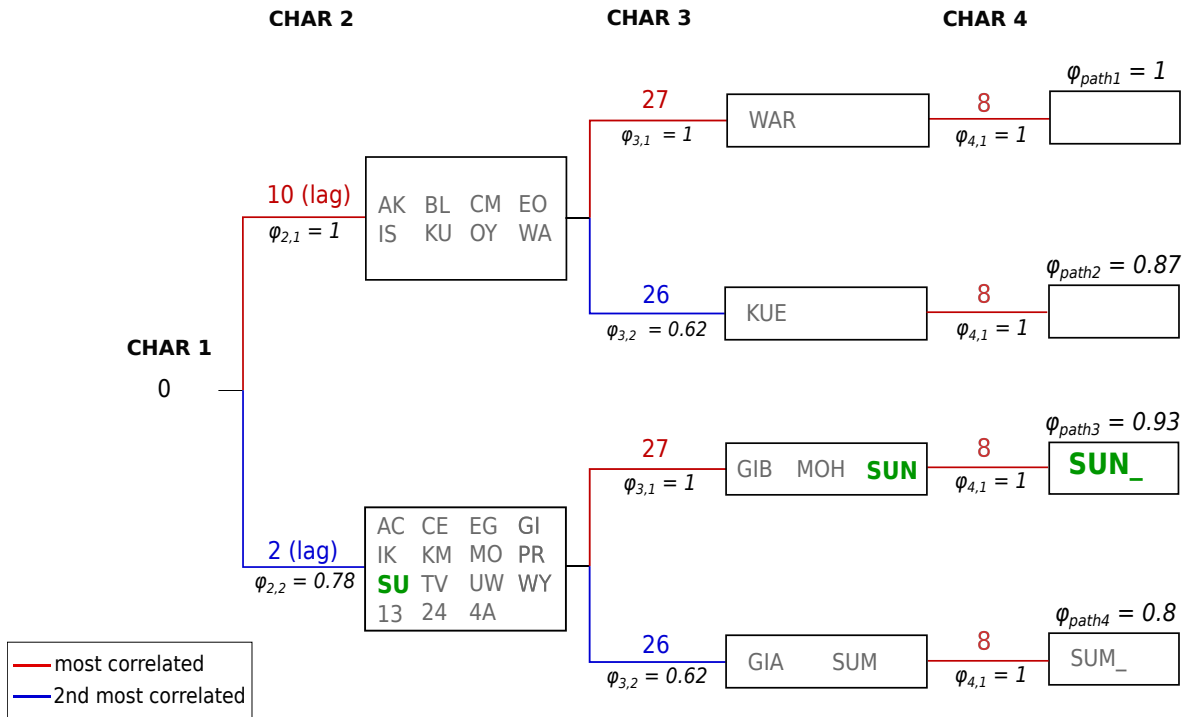 CHAR 2
CHAR 3
CHAR 4
φpath1 = 1
27
φ3,1 = 1
WAR
8
φ4,1 = 1
10 (lag)
φ2,1 = 1
AK BL CM EO
IS KU OY WA
φpath2 = 0.87
26
φ3,2 = 0.62
KUE
8
φ4,1 = 1
CHAR 1
0
φpath3 = 0.93
27
φ3,1 = 1
GIB MOH SUN
8
φ4,1 = 1
SUN_
2 (lag)
φ2,2 = 0.78
AC CE EG GI
IK KM MO PR
SU TV UW WY
13 24 4A
φpath4 = 0.8
26
φ3,2 = 0.62
GIA SUM
8
φ4,1 = 1
SUM_
most correlated
2nd most correlated